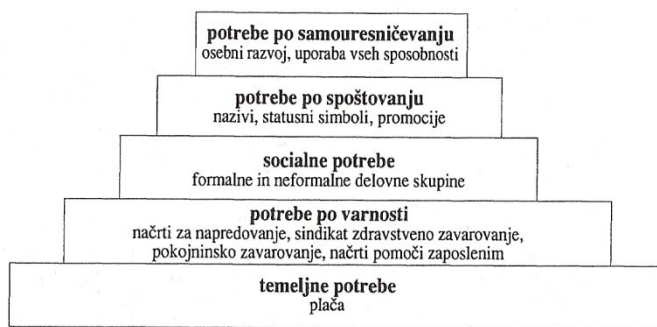 potrebe po samouresničevanju
osebni razvoj, uporaba vseh sposobnosti
potrebe po spoštovanju
nazivi, statusni simboli, promocije
socialne potrebe
formalne in neformalne delovne skupine
potrebe po varnosti
načrti za napredovanje, sindikat zdravstveno zavarovanje,
pokojninsko zavarovanje, načrti pomoči zaposlenim
temeljne potrebe
plača